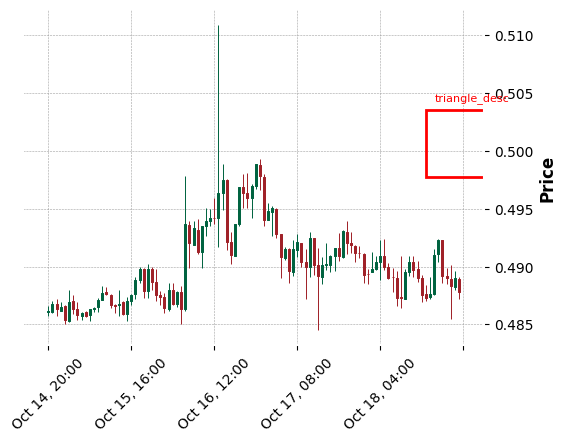 0.510
0.505
triangle_desc
0.500
0.495
0.490
0.485
Price
Oct 14, 20:00
Oct 15, 16:00
Oct 16, 12:00
Oct 17, 08:00
Oct 18, 04:00